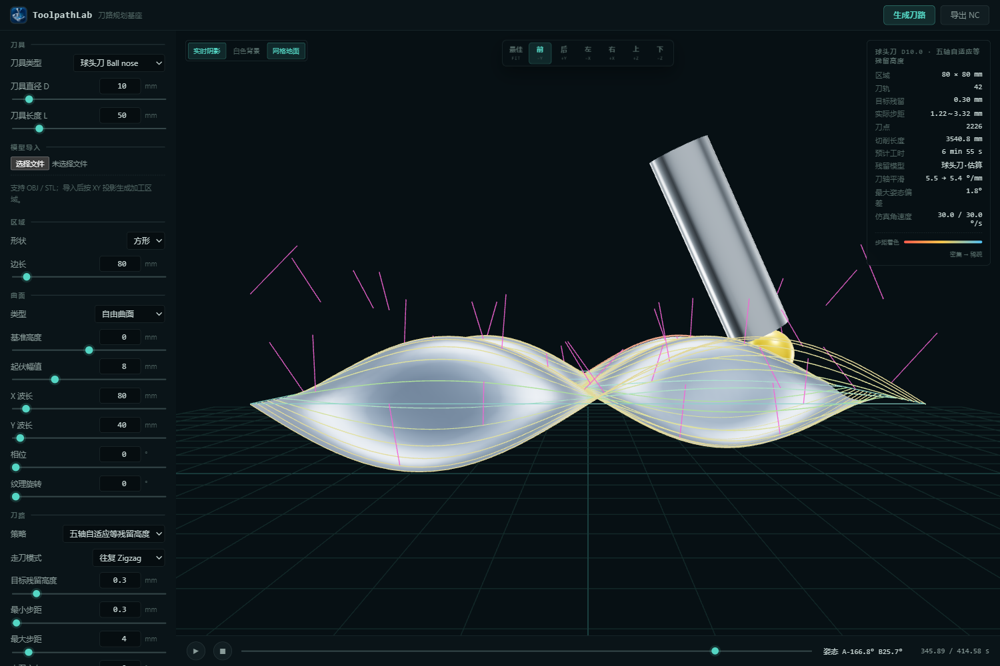 ToolpathLab 刀路规划基座
生成刀路 导出 NC
刀具
刀具类型 球头刀 Ball nose
刀具直径 D 10 mm
刀具长度 L 50 mm
模型导入
选择文件 未选择文件
支持 OBJ / STL；导入后按 XY 投影生成加工区
域。
区域
形状 方形
边长 80 mm
曲面
类型 自由曲面
基准高度 0 mm
起伏幅值 8 mm
X 波长 80 mm
Y 波长 40 mm
相位 0 °
纹理旋转 0 °
刀路
策略 五轴自适应等残留高度
走刀模式 往复 Zigzag
目标残留高度 0.3 mm
最小步距 0.3 mm
最大步距 4 mm
实时阴影 白色背景 网格地面
最佳 前 后 左 右 上 下
FIT -Y +Y -X +X +Z -Z
球头刀 D10.0 · 五轴自适应等
残留高度
区域 80 × 80 mm
刀轨 42
目标残留 0.30 mm
实际步距 1.22~3.32 mm
刀点 2226
切削长度 3540.8 mm
预计工时 6 min 55 s
残留模型 球头刀·估算
刀轴平滑 5.5 → 5.4 °/mm
最大姿态偏 1.8°
差
仿真角速度 30.0 / 30.0
°/s
步距着色
密集 → 稀疏
姿态 A-166.8° B25.7° 345.89 / 414.58 s